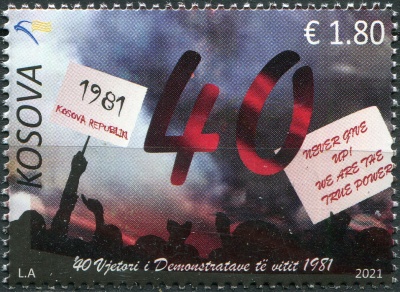 € 1.80
KOSOVA
40
1981
KOSOVA REPUBLIK
NEVER GIVE
UP!
WE ARE THE
TRUE POWER
'40 Vjetori i Demonstratave të vitit 1981
L.A
2021